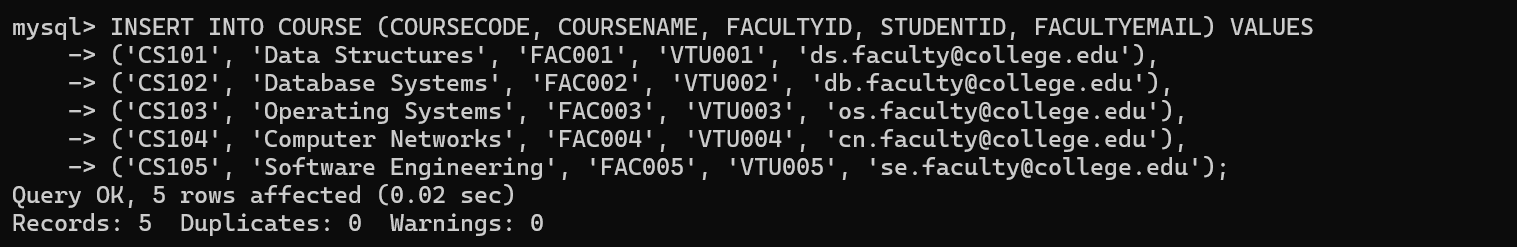 mysql> INSERT INTO COURSE (COURSECODE, COURSENAME, FACULTYID, STUDENTID, FACULTYEMAIL) VALUES
    -> ('CS101', 'Data Structures', 'FAC001', 'VTU001', 'ds.faculty@college.edu'),
    -> ('CS102', 'Database Systems', 'FAC002', 'VTU002', 'db.faculty@college.edu'),
    -> ('CS103', 'Operating Systems', 'FAC003', 'VTU003', 'os.faculty@college.edu'),
    -> ('CS104', 'Computer Networks', 'FAC004', 'VTU004', 'cn.faculty@college.edu'),
    -> ('CS105', 'Software Engineering', 'FAC005', 'VTU005', 'se.faculty@college.edu');
Query OK, 5 rows affected (0.02 sec)
Records: 5  Duplicates: 0  Warnings: 0